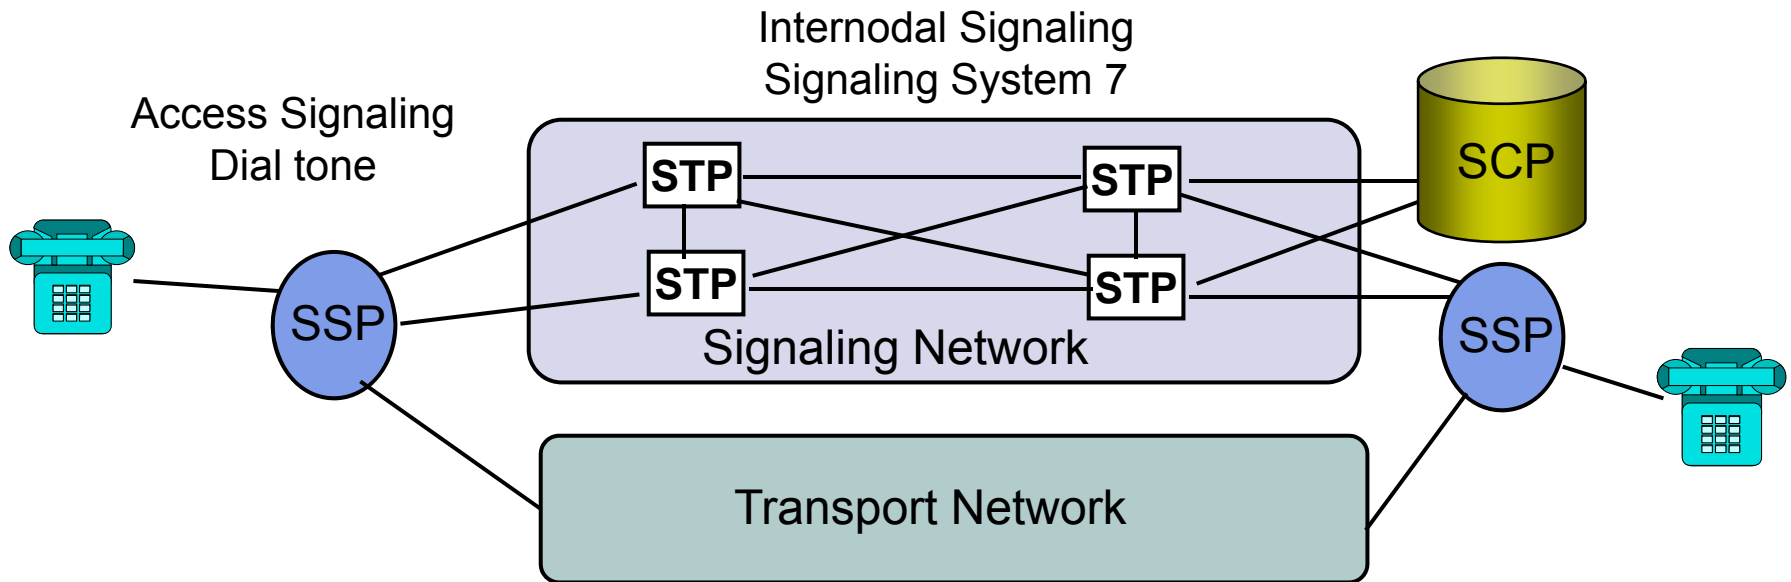 Internodal Signaling
Signaling System 7
Access Signaling
Dial tone
STP
STP
SCP
STP
STP
SSP
SSP
Signaling Network
Transport Network